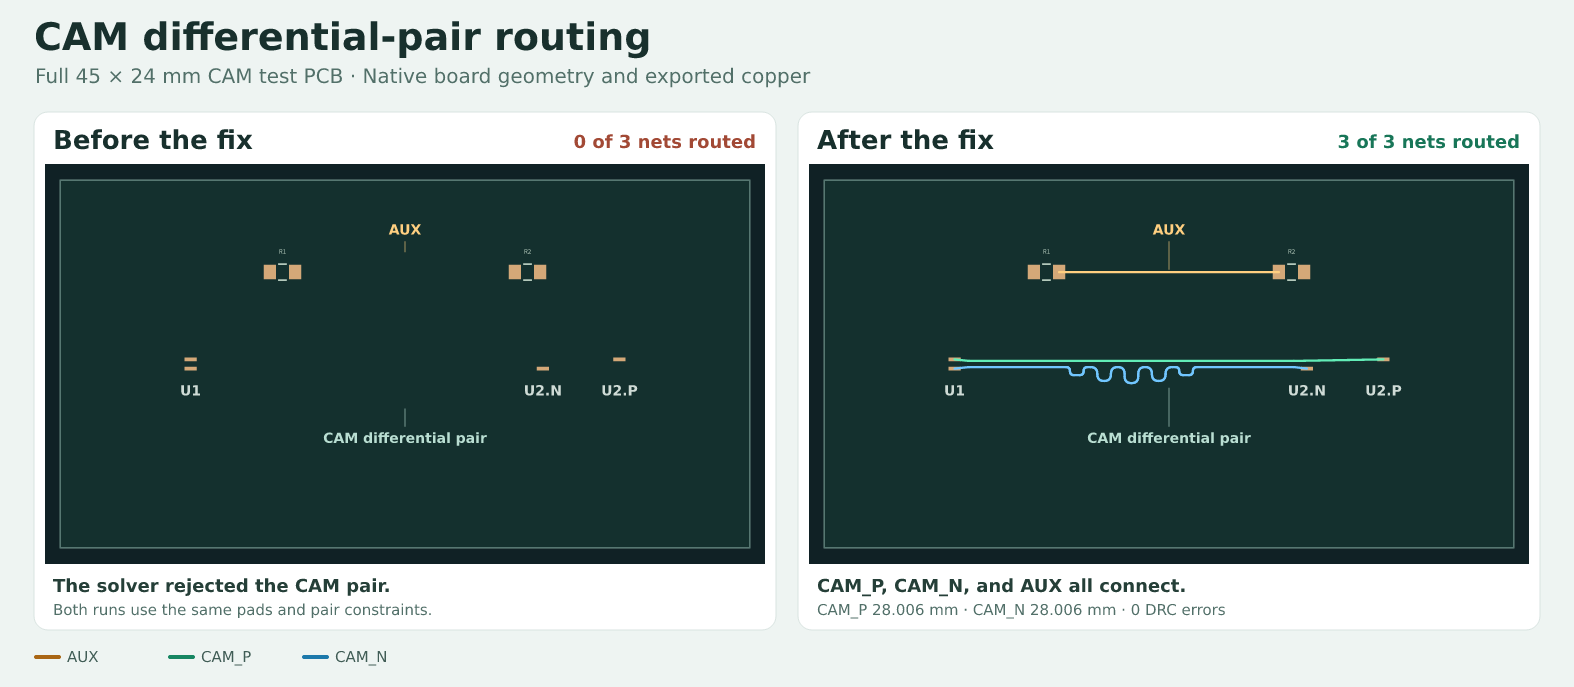 CAM differential-pair routing
Full 45 × 24 mm CAM test PCB · Native board geometry and exported copper
Before the fix
0 of 3 nets routed
AUX
R1
R2
U1
U2.N
U2.P
CAM differential pair
The solver rejected the CAM pair.
Both runs use the same pads and pair constraints.
After the fix
3 of 3 nets routed
AUX
R1
R2
U1
U2.N
U2.P
CAM differential pair
CAM_P, CAM_N, and AUX all connect.
CAM_P 28.006 mm · CAM_N 28.006 mm · 0 DRC errors
AUX
CAM_P
CAM_N